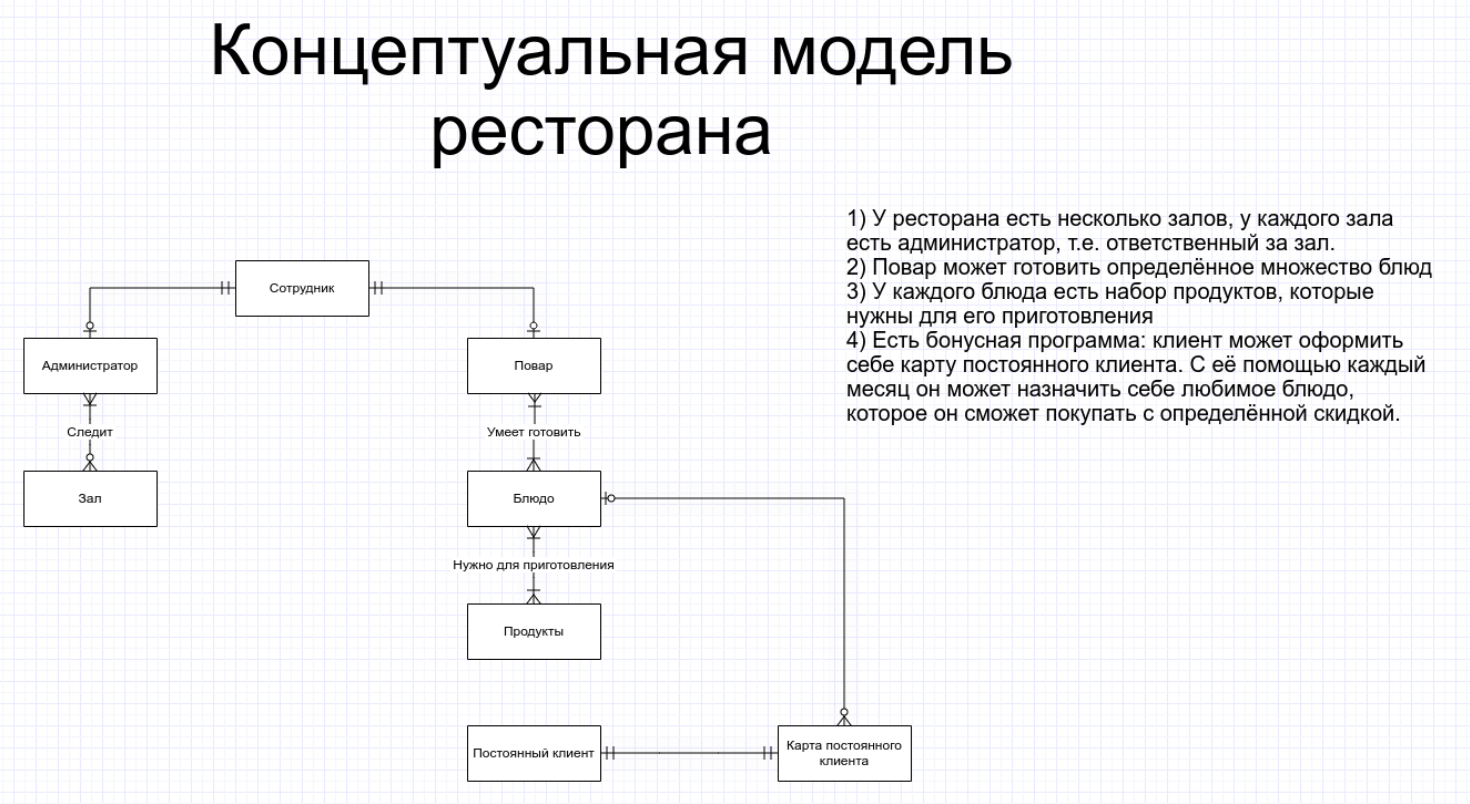 Концептуальная модель
ресторана
1) У ресторана есть несколько залов, у каждого зала
есть администратор, т.е. ответственный за зал.
2) Повар может готовить определённое множество блюд
3) У каждого блюда есть набор продуктов, которые
нужны для его приготовления
4) Есть бонусная программа: клиент может оформить
себе карту постоянного клиента. С её помощью каждый
месяц он может назначить себе любимое блюдо,
которое он сможет покупать с определённой скидкой.
Сотрудник
Администратор
Повар
Следит
Умеет готовить
Зал
Блюдо
Нужно для приготовления
Продукты
Постоянный клиент
Карта постоянного
клиента